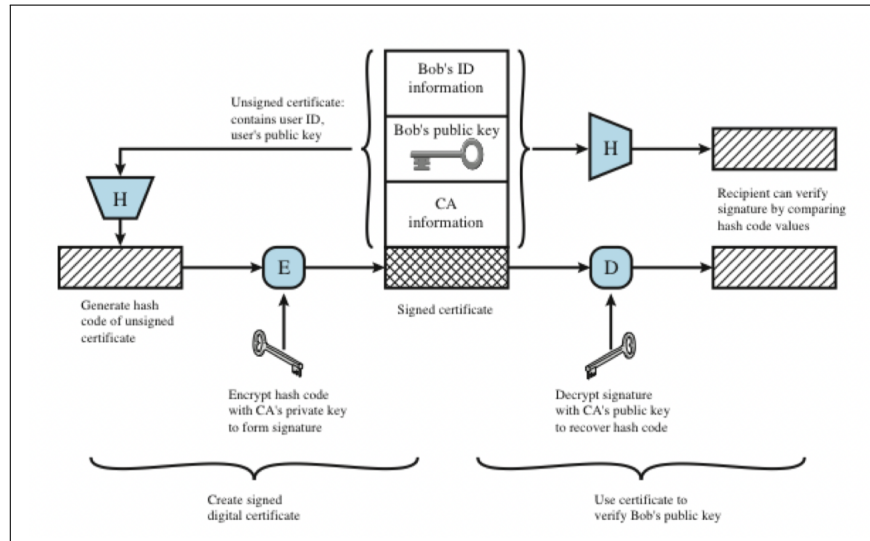 Bob's ID
information
Unsigned certificate:
contains user ID,
user's public key
Bob's public key
H
H
CA
information
Recipient can verify
signature by comparing
hash code values
E
D
Generate hash
code of unsigned
certificate
Signed certificate
Encrypt hash code
with CA's private key
to form signature
Decrypt signature
with CA's public key
to recover hash code
Create signed
digital certificate
Use certificate to
verify Bob's public key